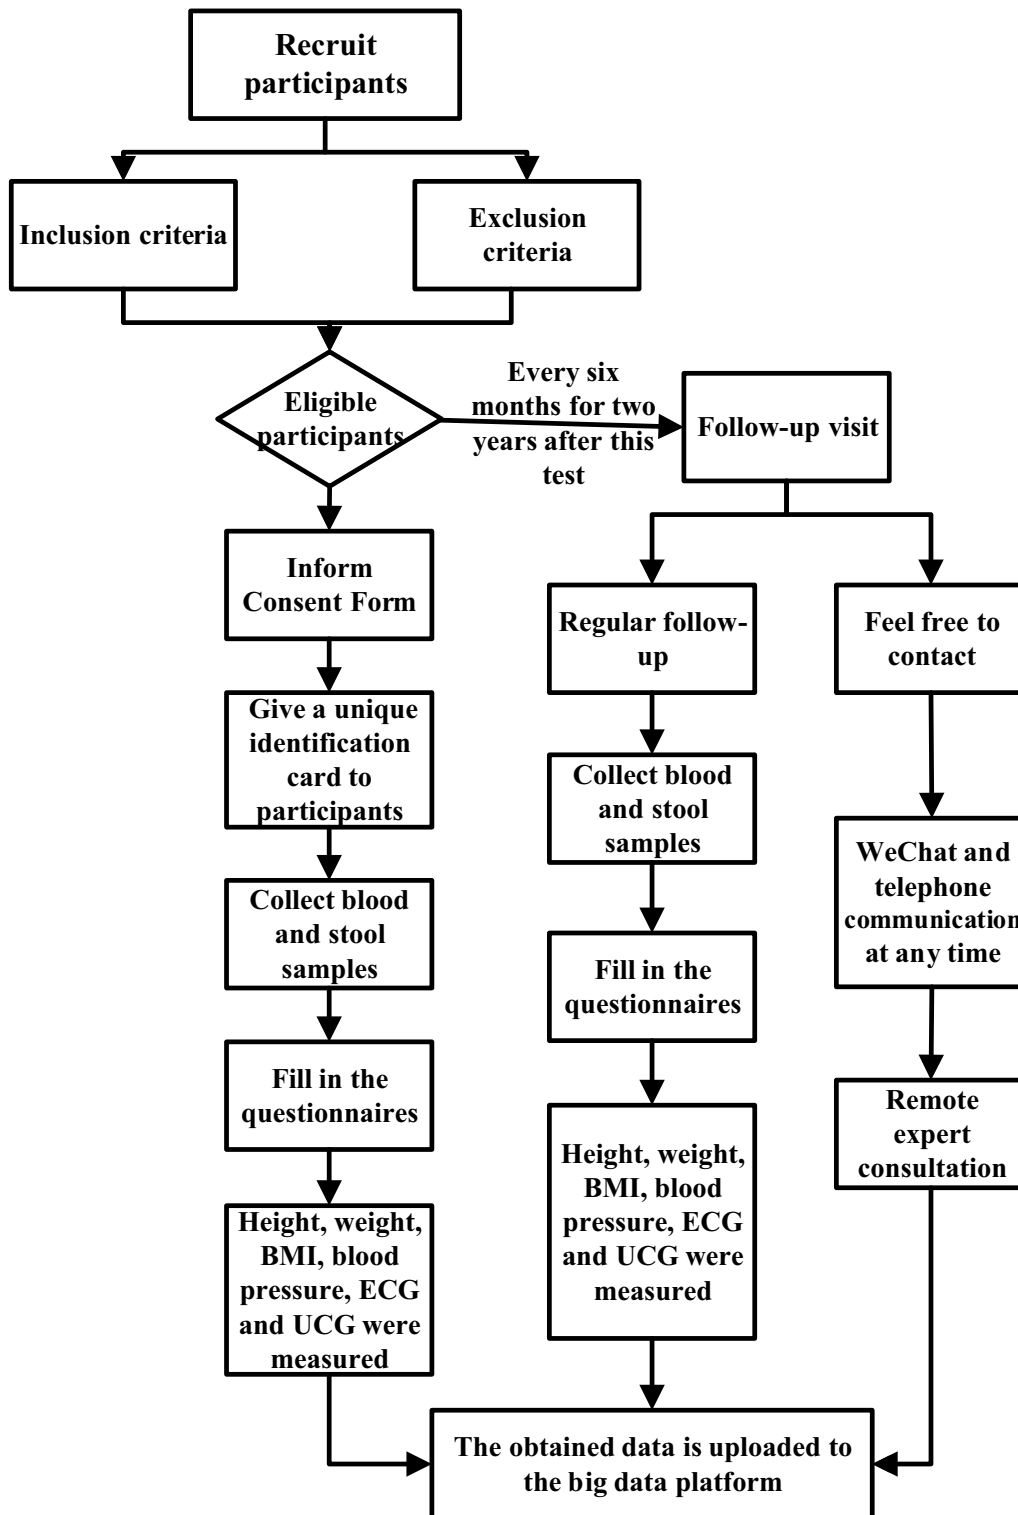 Recruit
participants
Inclusion criteria
Exclusion
criteria
Eligible
participants
Every six
months for two
years after this
test
Follow-up visit
Inform
Consent Form
Give a unique
identification
card to
participants
Collect blood
and stool
samples
Fill in the
questionnaires
Height, weight,
BMI, blood
pressure, ECG
and UCG were
measured
Regular follow-
up
Collect blood
and stool
samples
Fill in the
questionnaires
Height, weight,
BMI, blood
pressure, ECG
and UCG were
measured
Feel free to
contact
WeChat and
telephone
communication
at any time
Remote
expert
consultation
The obtained data is uploaded to
the big data platform